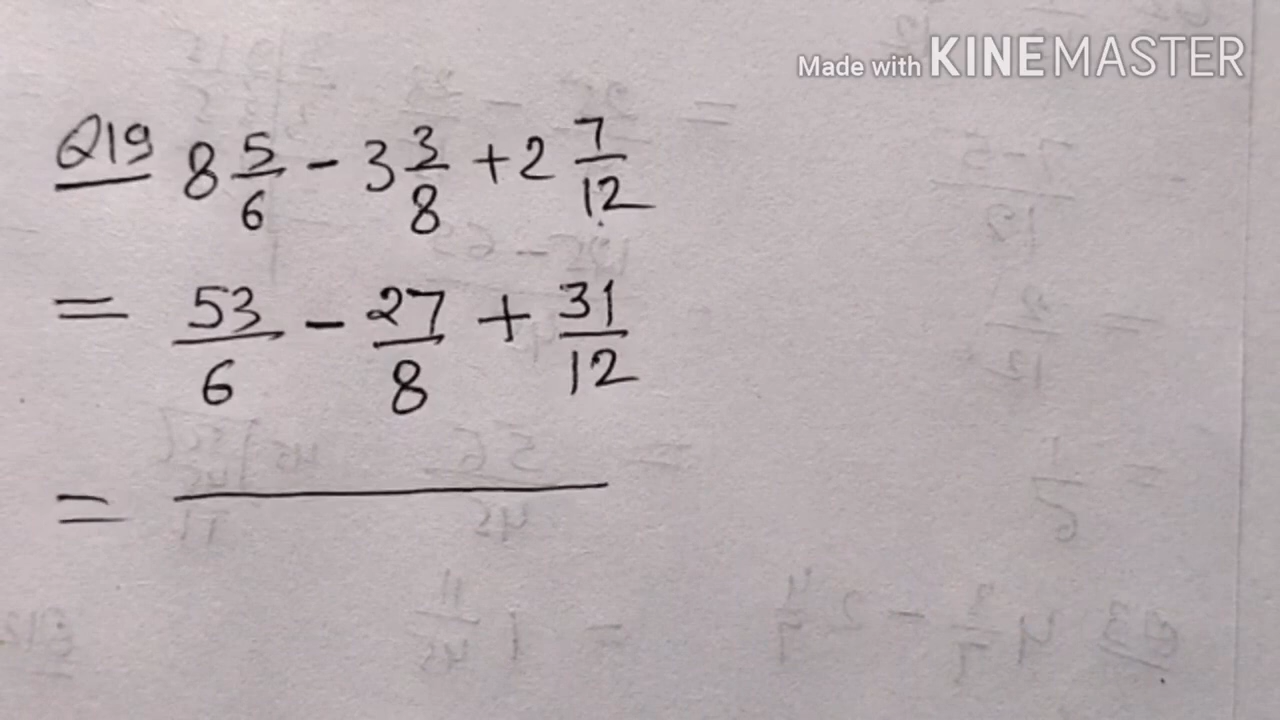 Made with KINEMASTER
Q19 8 5/6 - 3 3/8 + 2 7/12
= 53/6 - 27/8 + 31/12
=